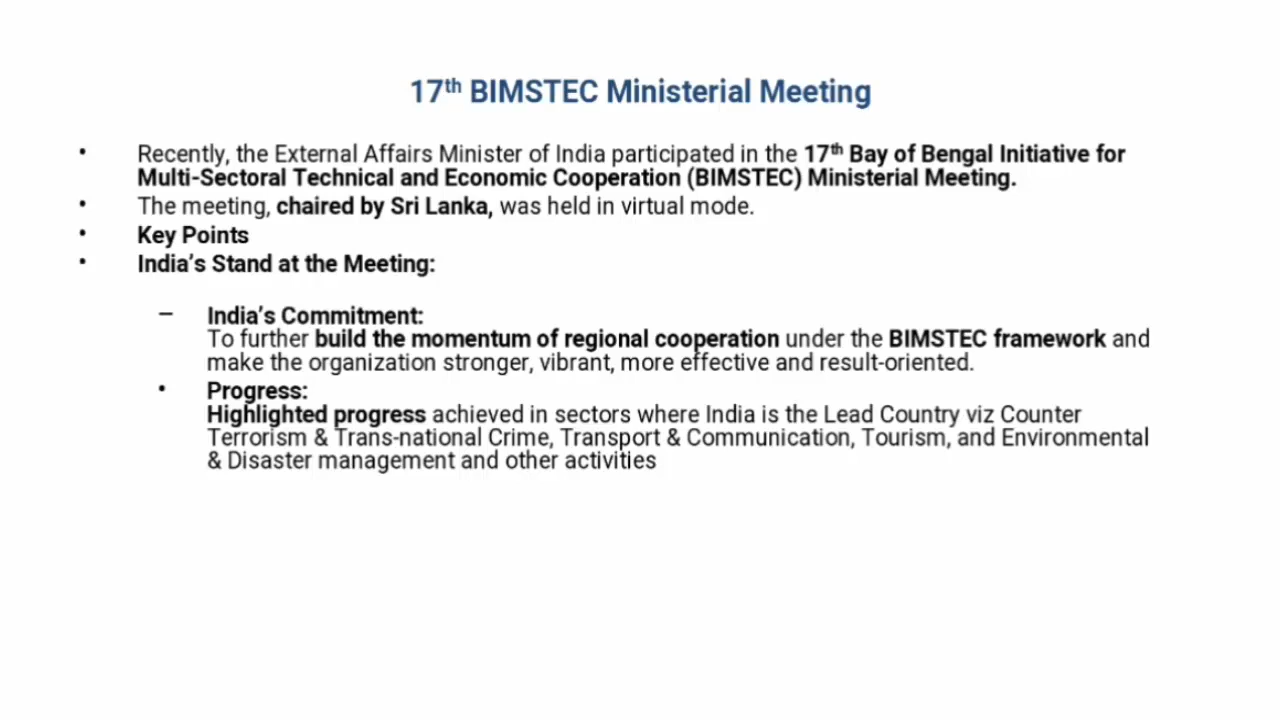 17th BIMSTEC Ministerial Meeting
• Recently, the External Affairs Minister of India participated in the 17th Bay of Bengal Initiative for
Multi-Sectoral Technical and Economic Cooperation (BIMSTEC) Ministerial Meeting.
• The meeting, chaired by Sri Lanka, was held in virtual mode.
• Key Points
• India’s Stand at the Meeting:
– India’s Commitment:
To further build the momentum of regional cooperation under the BIMSTEC framework and
make the organization stronger, vibrant, more effective and result-oriented.
• Progress:
Highlighted progress achieved in sectors where India is the Lead Country viz Counter
Terrorism & Trans-national Crime, Transport & Communication, Tourism, and Environmental
& Disaster management and other activities